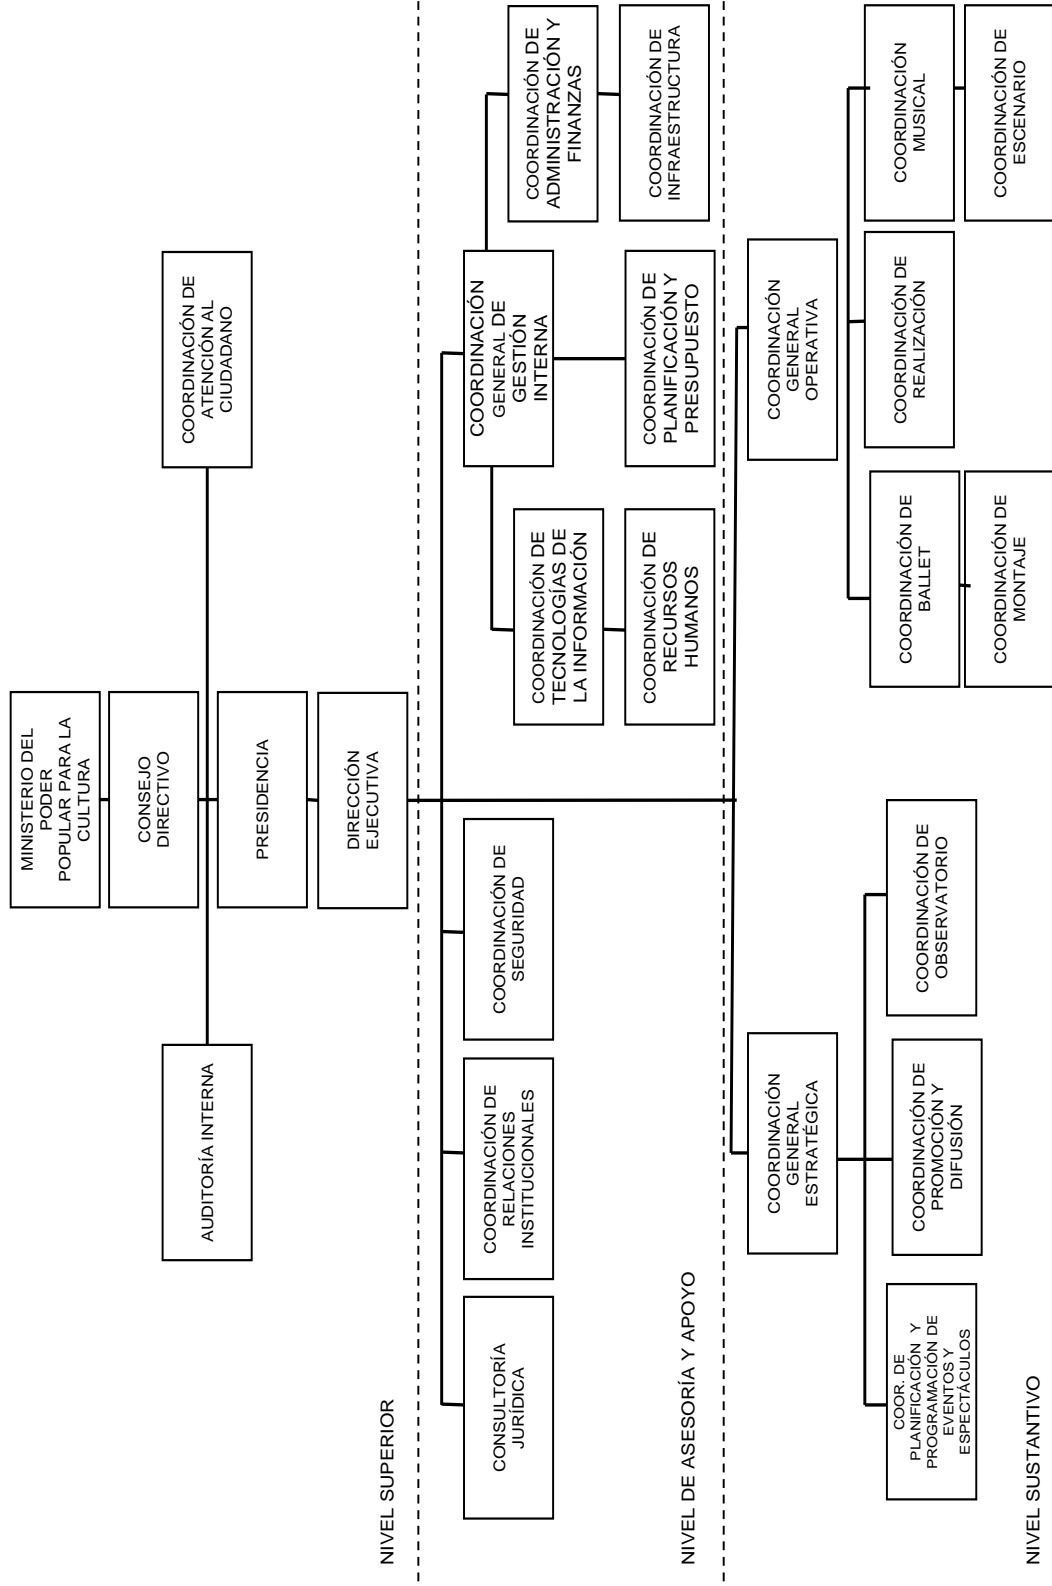 MINISTERIO DEL
PODER
POPULAR PARA LA
CULTURA
CONSEJO
DIRECTIVO
AUDITORÍA INTERNA
COORDINACIÓN DE
ATENCIÓN AL
CIUDADANO
PRESIDENCIA
DIRECCIÓN
EJECUTIVA
NIVEL SUPERIOR
CONSULTORÍA
JURÍDICA
COORDINACIÓN DE
RELACIONES
INSTITUCIONALES
COORDINACIÓN DE
SEGURIDAD
COORDINACIÓN
GENERAL DE
GESTIÓN
INTERNA
COORDINACIÓN DE
TECNOLOGÍAS DE
LA INFORMACIÓN
COORDINACIÓN DE
ADMINISTRACIÓN Y
FINANZAS
COORDINACIÓN DE
RECURSOS
HUMANOS
COORDINACIÓN DE
PLANIFICACIÓN Y
PRESUPUESTO
COORDINACIÓN DE
INFRAESTRUCTURA
NIVEL DE ASESORÍA Y APOYO
COORDINACIÓN
GENERAL
ESTRATÉGICA
COORDINACIÓN
GENERAL
OPERATIVA
COOR. DE
PLANIFICACIÓN Y
PROGRAMACIÓN DE
EVENTOS Y
ESPECTÁCULOS
COORDINACIÓN DE
PROMOCIÓN Y
DIFUSIÓN
COORDINACIÓN DE
OBSERVATORIO
COORDINACIÓN DE
BALLET
COORDINACIÓN DE
REALIZACIÓN
COORDINACIÓN
MUSICAL
COORDINACIÓN DE
MONTAJE
COORDINACIÓN DE
ESCENARIO
NIVEL SUSTANTIVO